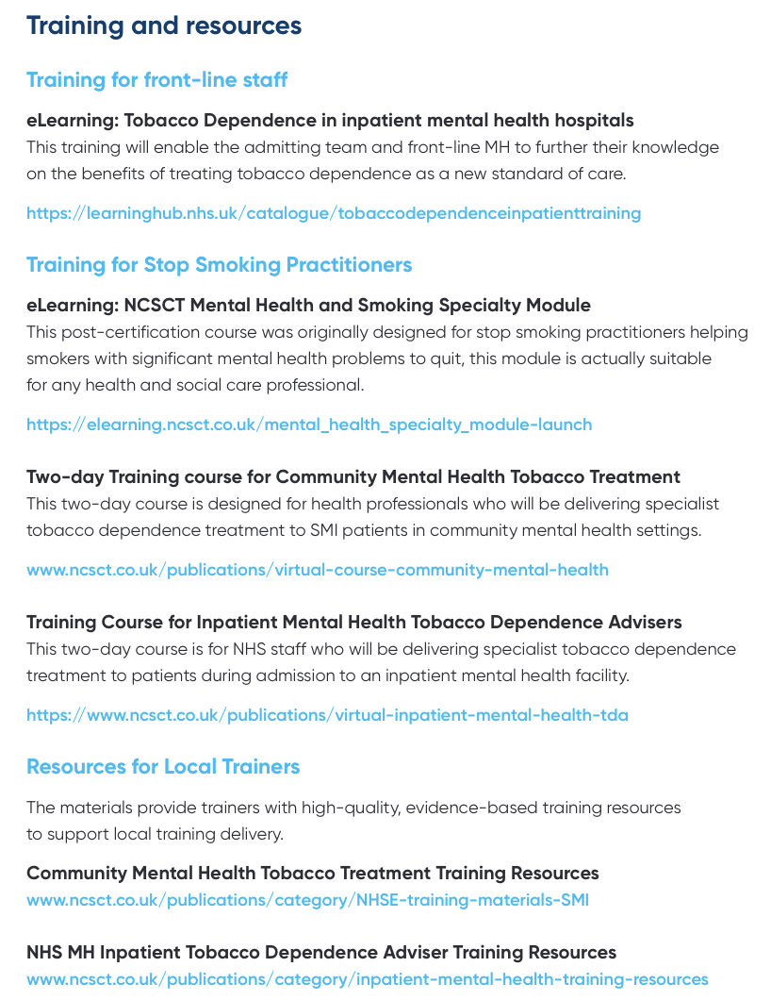 Training and resources
Training for front-line staff
eLearning: Tobacco Dependence in inpatient mental health hospitals
This training will enable the admitting team and front-line MH to further their knowledge
on the benefits of treating tobacco dependence as a new standard of care.
https://learninghub.nhs.uk/catalogue/tobaccodependenceinpatienttraining
Training for Stop Smoking Practitioners
eLearning: NCSCT Mental Health and Smoking Specialty Module
This post-certification course was originally designed for stop smoking practitioners helping
smokers with significant mental health problems to quit, this module is actually suitable
for any health and social care professional.
https://elearning.ncsct.co.uk/mental_health_specialty_module-launch
Two-day Training course for Community Mental Health Tobacco Treatment
This two-day course is designed for health professionals who will be delivering specialist
tobacco dependence treatment to SMI patients in community mental health settings.
www.ncsct.co.uk/publications/virtual-course-community-mental-health
Training Course for Inpatient Mental Health Tobacco Dependence Advisers
This two-day course is for NHS staff who will be delivering specialist tobacco dependence
treatment to patients during admission to an inpatient mental health facility.
https://www.ncsct.co.uk/publications/virtual-inpatient-mental-health-tda
Resources for Local Trainers
The materials provide trainers with high-quality, evidence-based training resources
to support local training delivery.
Community Mental Health Tobacco Treatment Training Resources
www.ncsct.co.uk/publications/category/NHSE-training-materials-SMI
NHS MH Inpatient Tobacco Dependence Adviser Training Resources
www.ncsct.co.uk/publications/category/inpatient-mental-health-training-resources